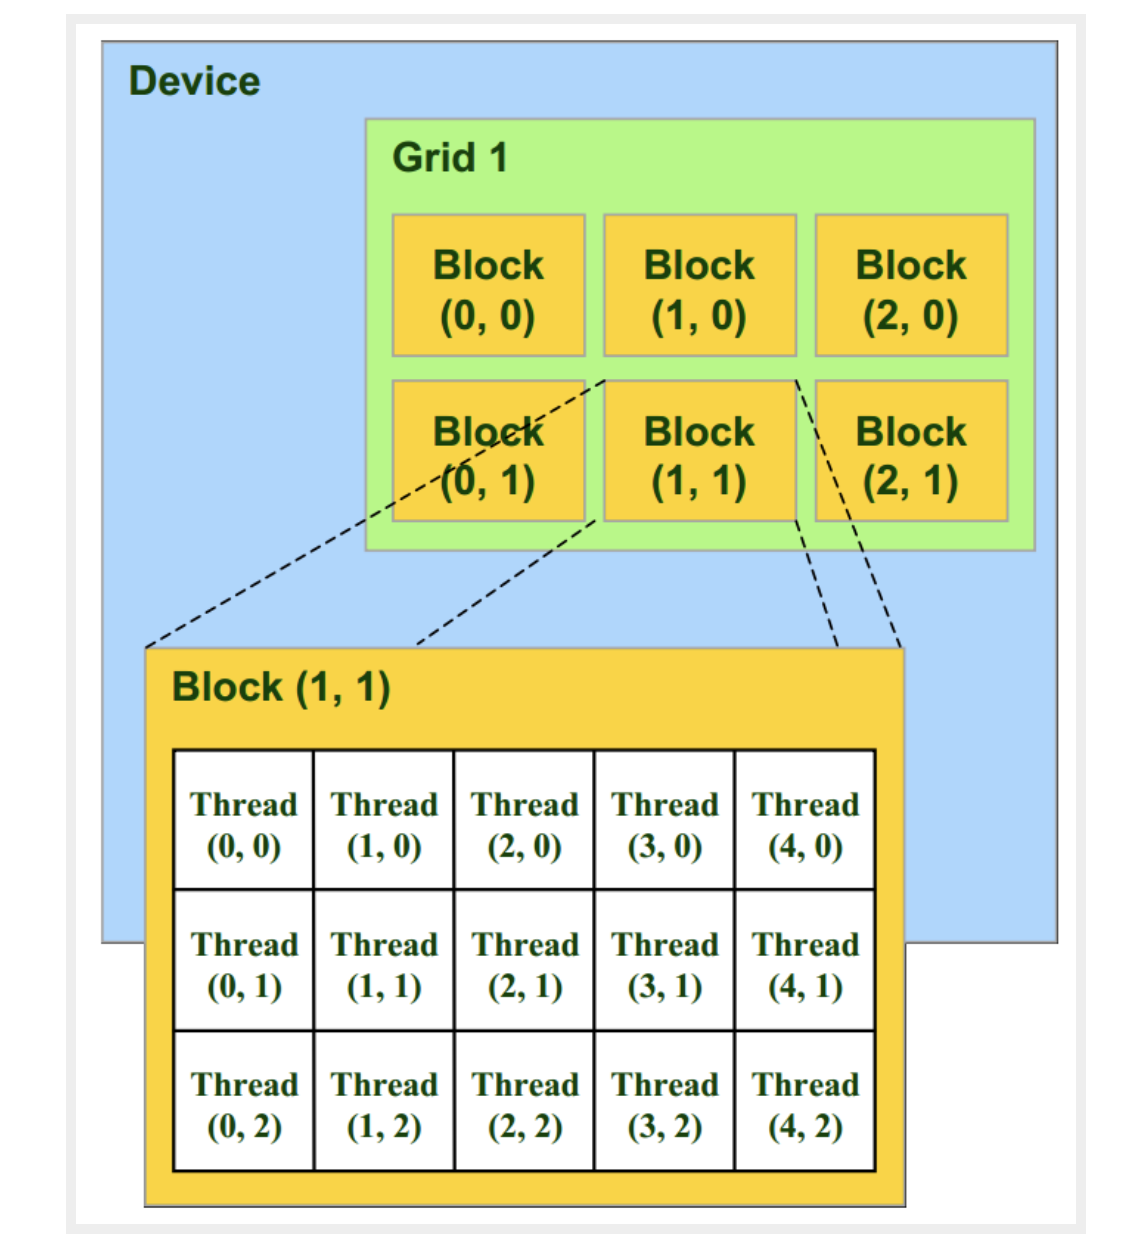 Device
Grid 1
Block
(0, 0)
Block
(1, 0)
Block
(2, 0)
Block
(0, 1)
Block
(1, 1)
Block
(2, 1)
Block (1, 1)
Thread
(0, 0)
Thread
(1, 0)
Thread
(2, 0)
Thread
(3, 0)
Thread
(4, 0)
Thread
(0, 1)
Thread
(1, 1)
Thread
(2, 1)
Thread
(3, 1)
Thread
(4, 1)
Thread
(0, 2)
Thread
(1, 2)
Thread
(2, 2)
Thread
(3, 2)
Thread
(4, 2)